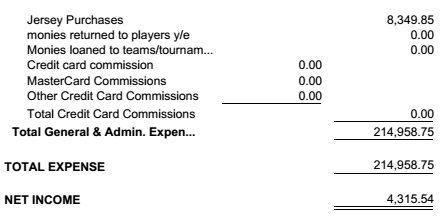 Jersey Purchases 8,349.85
monies returned to players y/e 0.00
Monies loaned to teams/tournam... 0.00
Credit card commission 0.00
MasterCard Commissions 0.00
Other Credit Card Commissions 0.00
Total Credit Card Commissions 0.00
Total General & Admin. Expen... 214,958.75
TOTAL EXPENSE 214,958.75
NET INCOME 4,315.54